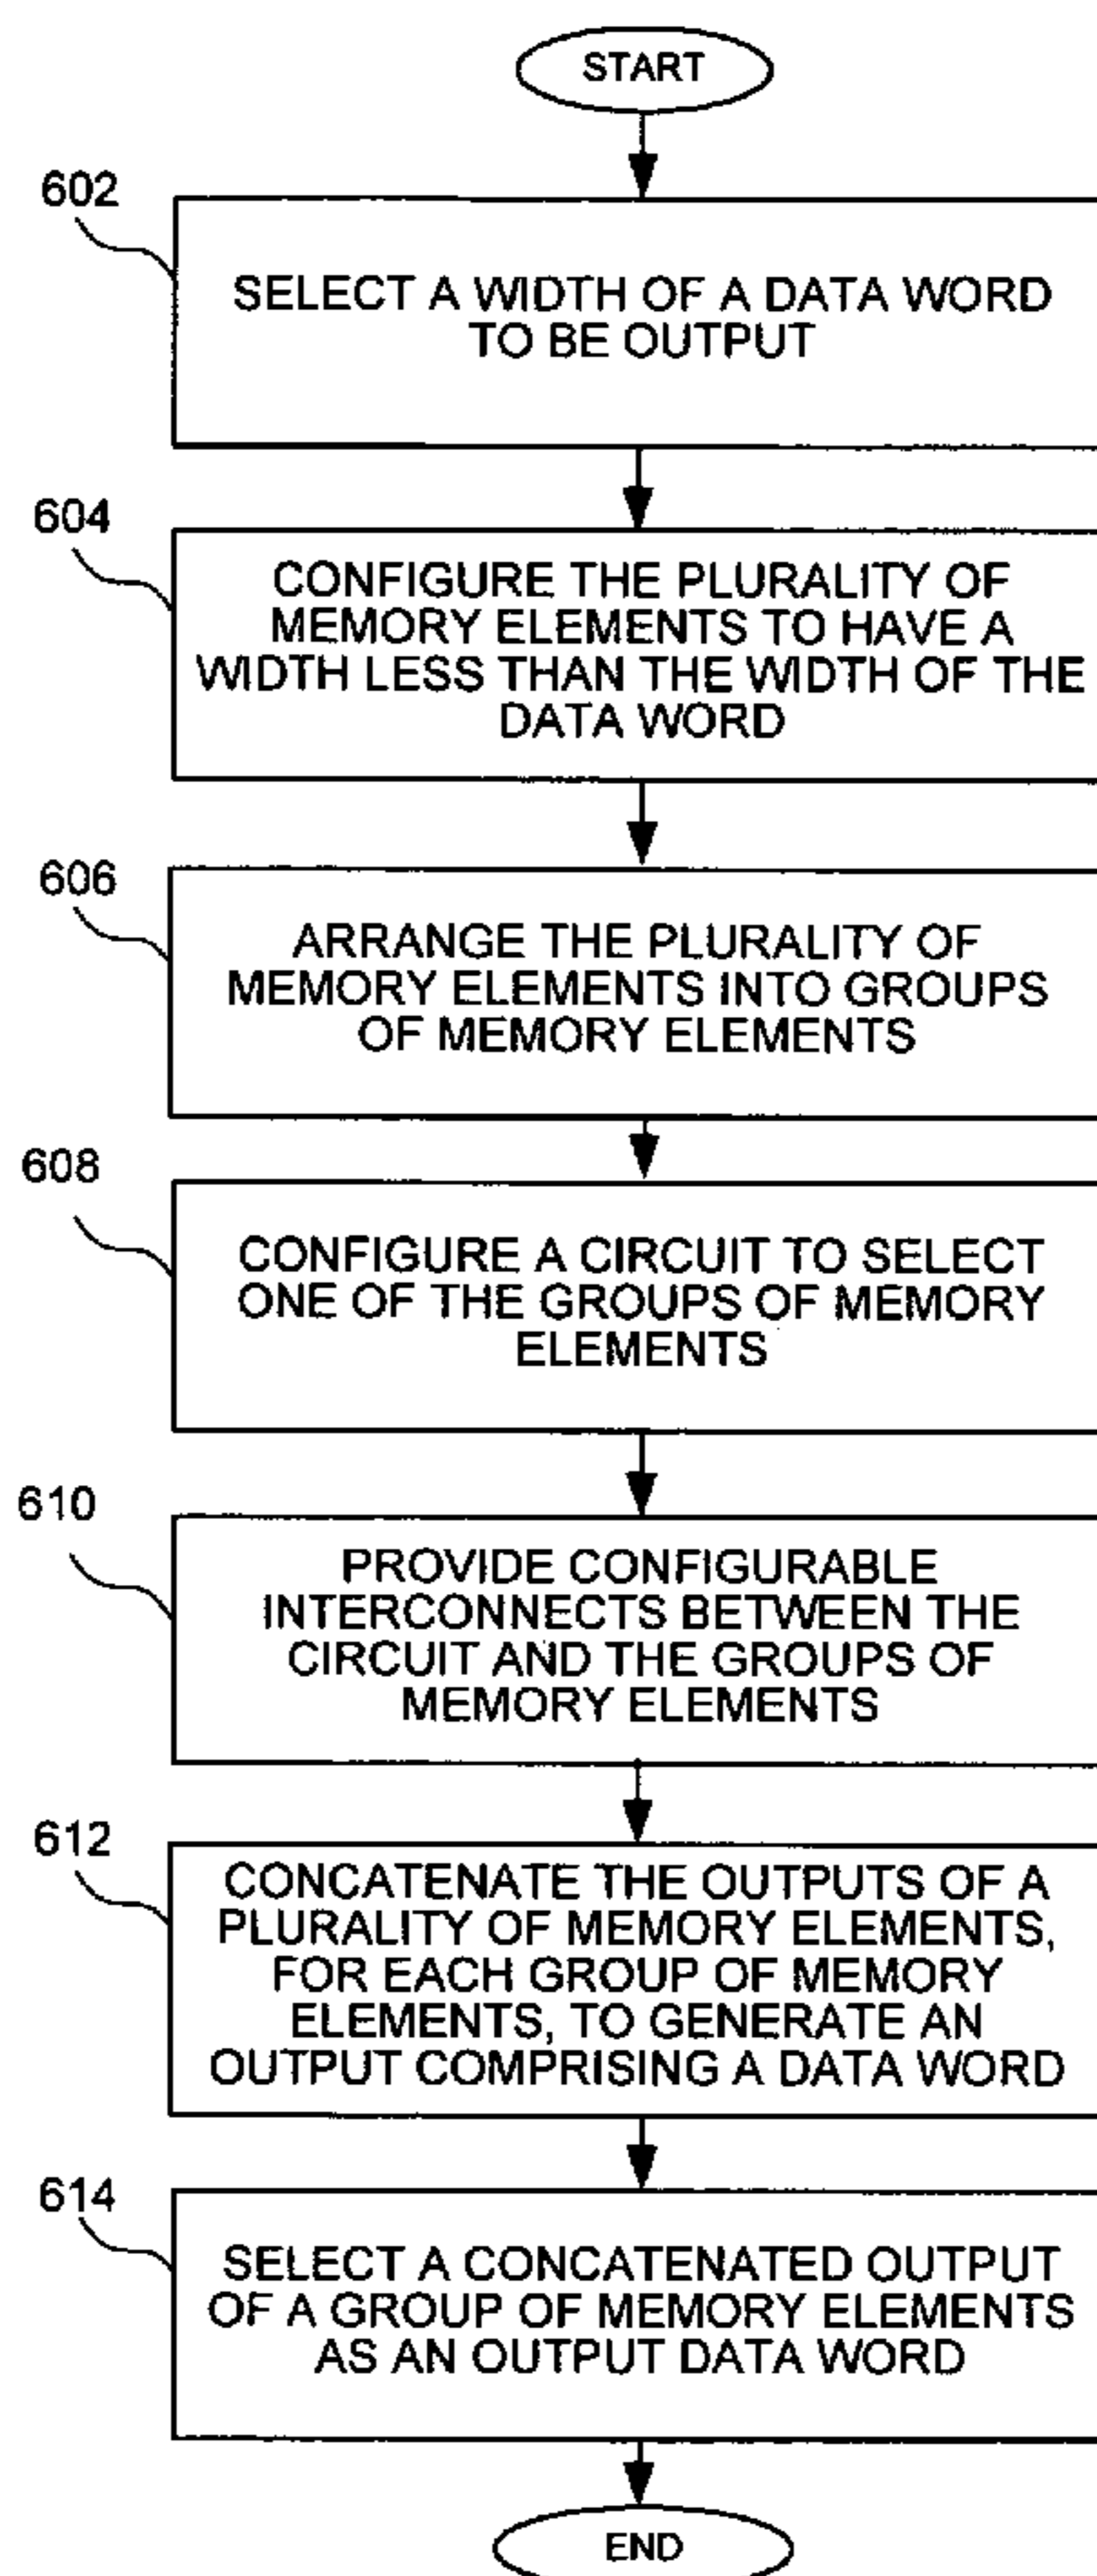 START
602
SELECT A WIDTH OF A DATA WORD
TO BE OUTPUT
604
CONFIGURE THE PLURALITY OF
MEMORY ELEMENTS TO HAVE A
WIDTH LESS THAN THE WIDTH OF THE
DATA WORD
606
ARRANGE THE PLURALITY OF
MEMORY ELEMENTS INTO GROUPS
OF MEMORY ELEMENTS
608
CONFIGURE A CIRCUIT TO SELECT
ONE OF THE GROUPS OF MEMORY
ELEMENTS
610
PROVIDE CONFIGURABLE
INTERCONNECTS BETWEEN THE
CIRCUIT AND THE GROUPS OF
MEMORY ELEMENTS
612
CONCATENATE THE OUTPUTS OF A
PLURALITY OF MEMORY ELEMENTS,
FOR EACH GROUP OF MEMORY
ELEMENTS, TO GENERATE AN
OUTPUT COMPRISING A DATA WORD
614
SELECT A CONCATENATED OUTPUT
OF A GROUP OF MEMORY ELEMENTS
AS AN OUTPUT DATA WORD
END